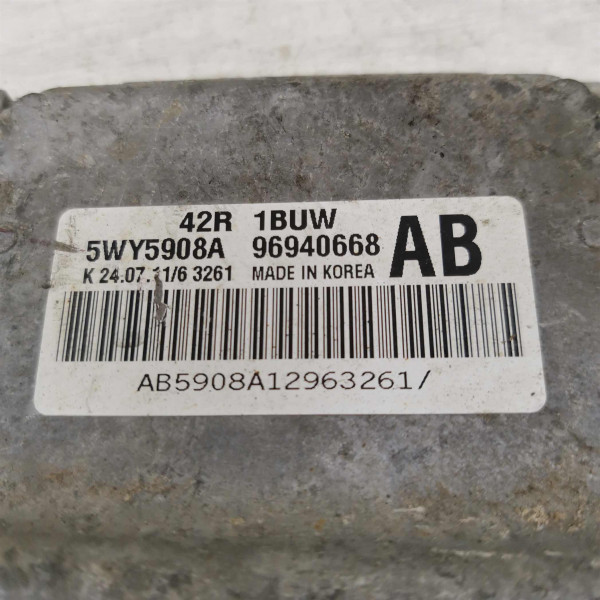 42R 1BUW
5WY5908A 96940668 AB
K 24.07.11/6 3261 MADE IN KOREA
AB5908A12963261/